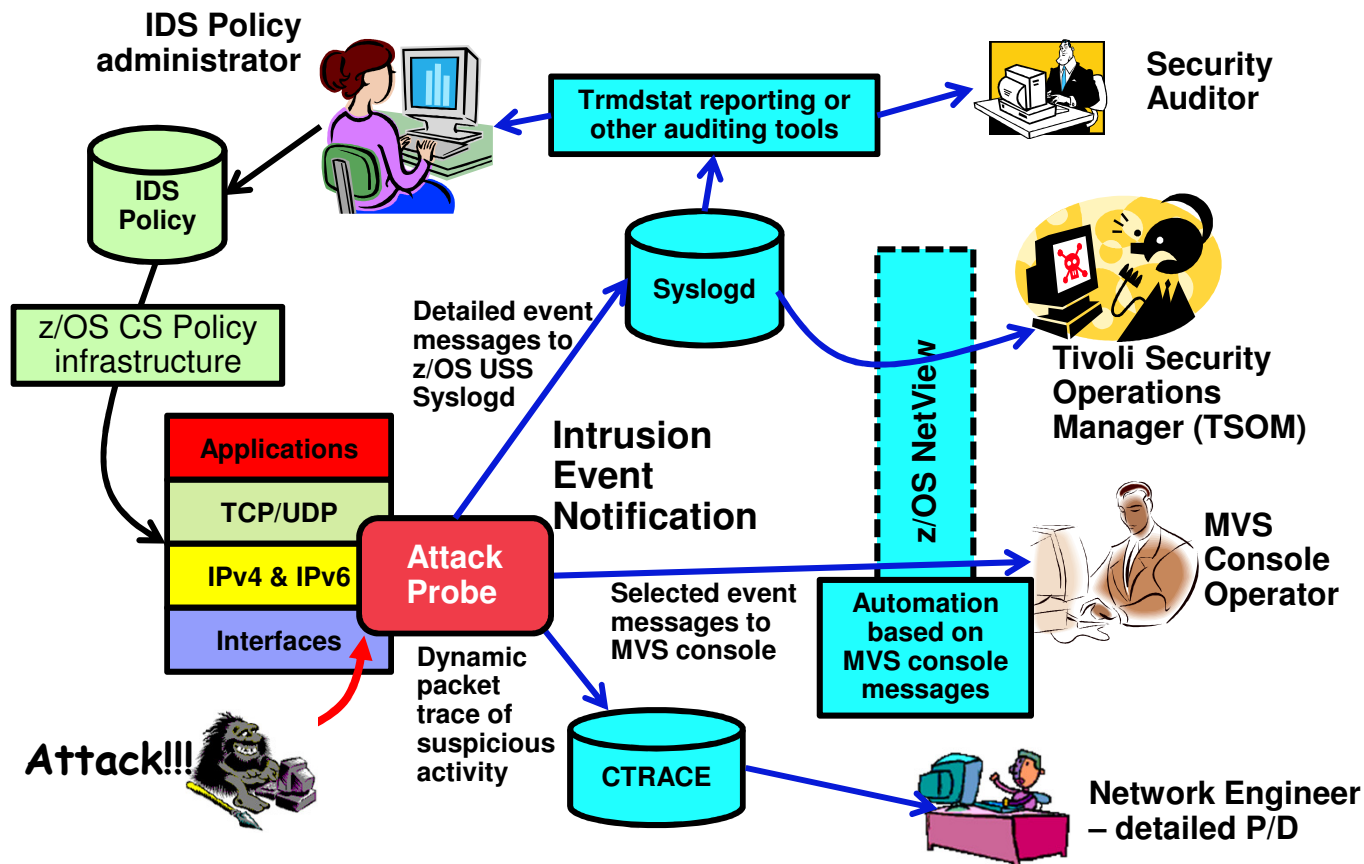 IDS Policy
administrator
Trmdstat reporting or
other auditing tools
Security
Auditor
IDS
Policy
Syslogd
z/OS NetView
Tivoli Security
Operations
Manager (TSOM)
z/OS CS Policy
infrastructure
Detailed event
messages to
z/OS USS
Syslogd
Intrusion
Event
Notification
Applications
TCP/UDP
IPv4 & IPv6
Interfaces
Attack
Probe
Selected event
messages to
MVS console
Automation
based on
MVS console
messages
MVS
Console
Operator
Dynamic
packet
trace of
suspicious
activity
Attack!!!
CTRACE
Network Engineer
– detailed P/D